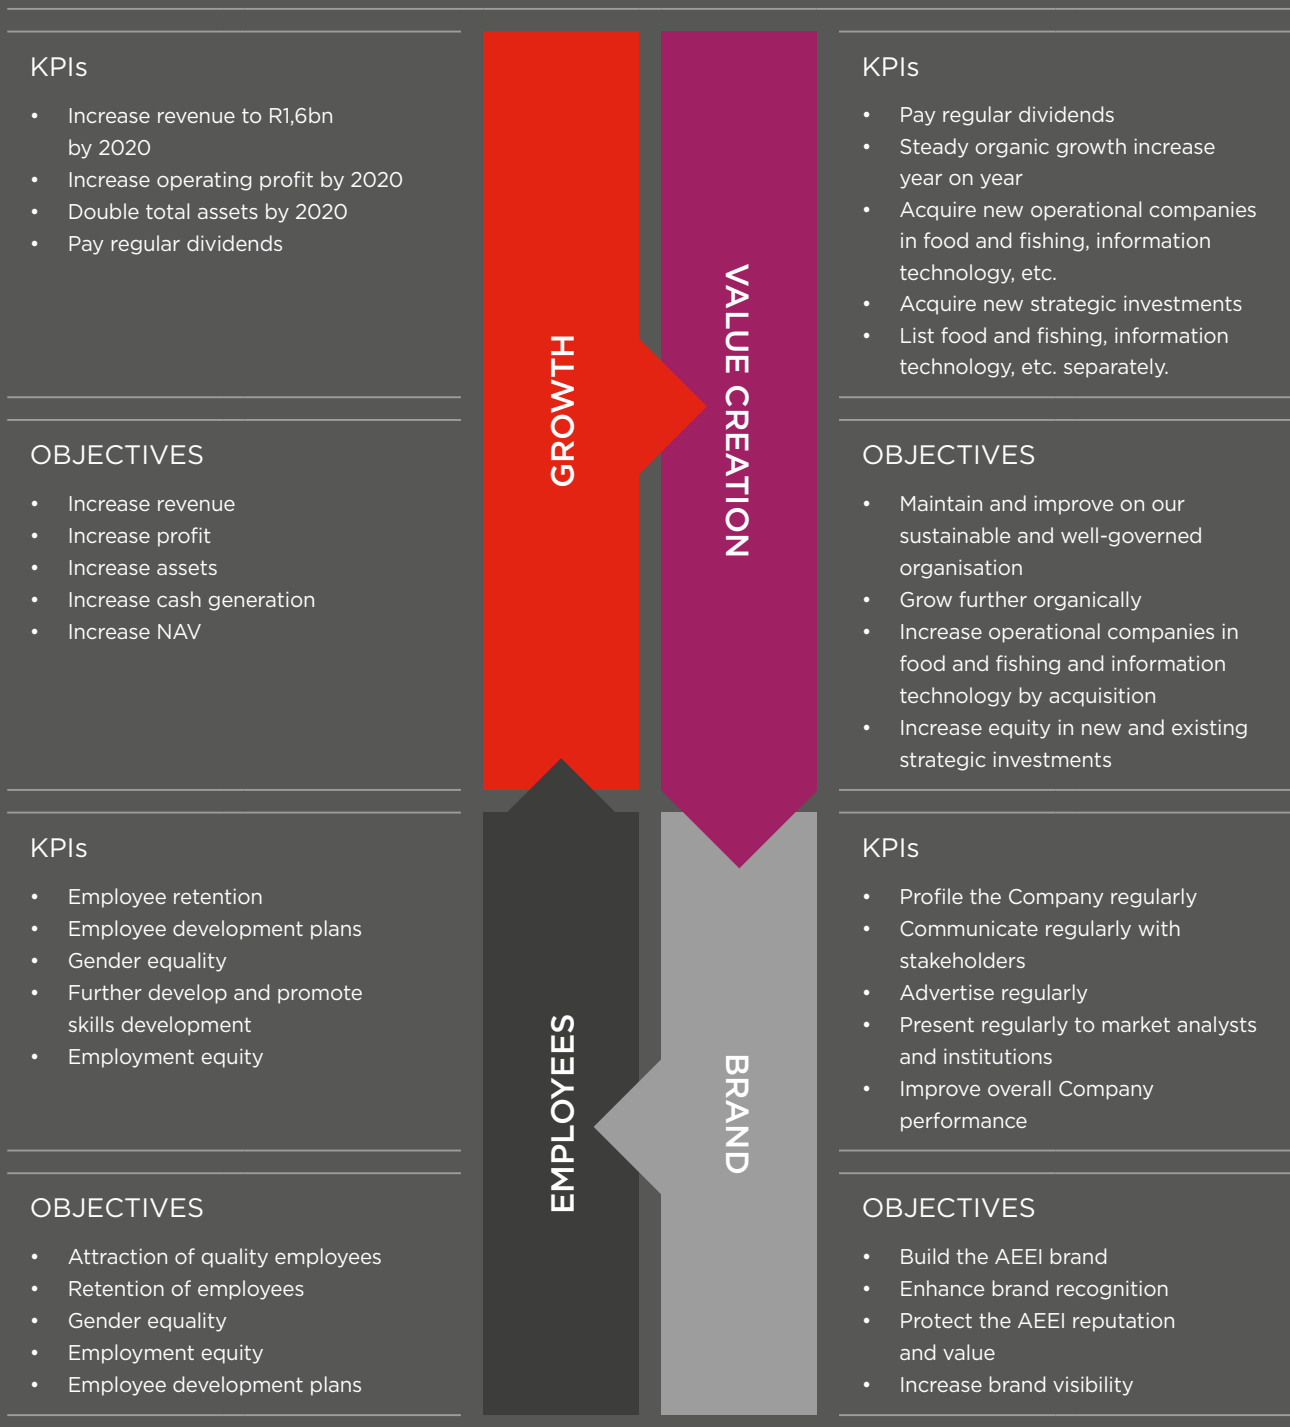 KPIs
• Increase revenue to R1,6bn
by 2020
• Increase operating profit by 2020
• Double total assets by 2020
• Pay regular dividends
OBJECTIVES
• Increase revenue
• Increase profit
• Increase assets
• Increase cash generation
• Increase NAV
GROWTH
VALUE CREATION
KPIs
• Pay regular dividends
• Steady organic growth increase
year on year
• Acquire new operational companies
in food and fishing, information
technology, etc.
• Acquire new strategic investments
• List food and fishing, information
technology, etc. separately.
OBJECTIVES
• Maintain and improve on our
sustainable and well-governed
organisation
• Grow further organically
• Increase operational companies in
food and fishing and information
technology by acquisition
• Increase equity in new and existing
strategic investments
KPIs
• Employee retention
• Employee development plans
• Gender equality
• Further develop and promote
skills development
• Employment equity
OBJECTIVES
• Attraction of quality employees
• Retention of employees
• Gender equality
• Employment equity
• Employee development plans
EMPLOYEES
BRAND
KPIs
• Profile the Company regularly
• Communicate regularly with
stakeholders
• Advertise regularly
• Present regularly to market analysts
and institutions
• Improve overall Company
performance
OBJECTIVES
• Build the AEEI brand
• Enhance brand recognition
• Protect the AEEI reputation
and value
• Increase brand visibility